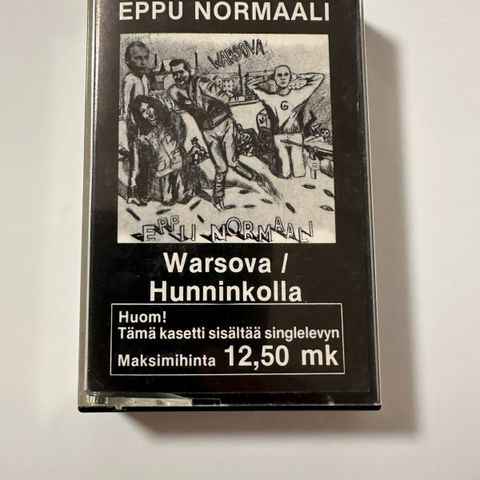 EPPU NORMAALI
WARSOVA
G
EPPU NORMAALI
Warsova /
Hunninkolla
Huom!
Tämä kasetti sisältää singlelevyn
Maksimihinta 12,50 mk